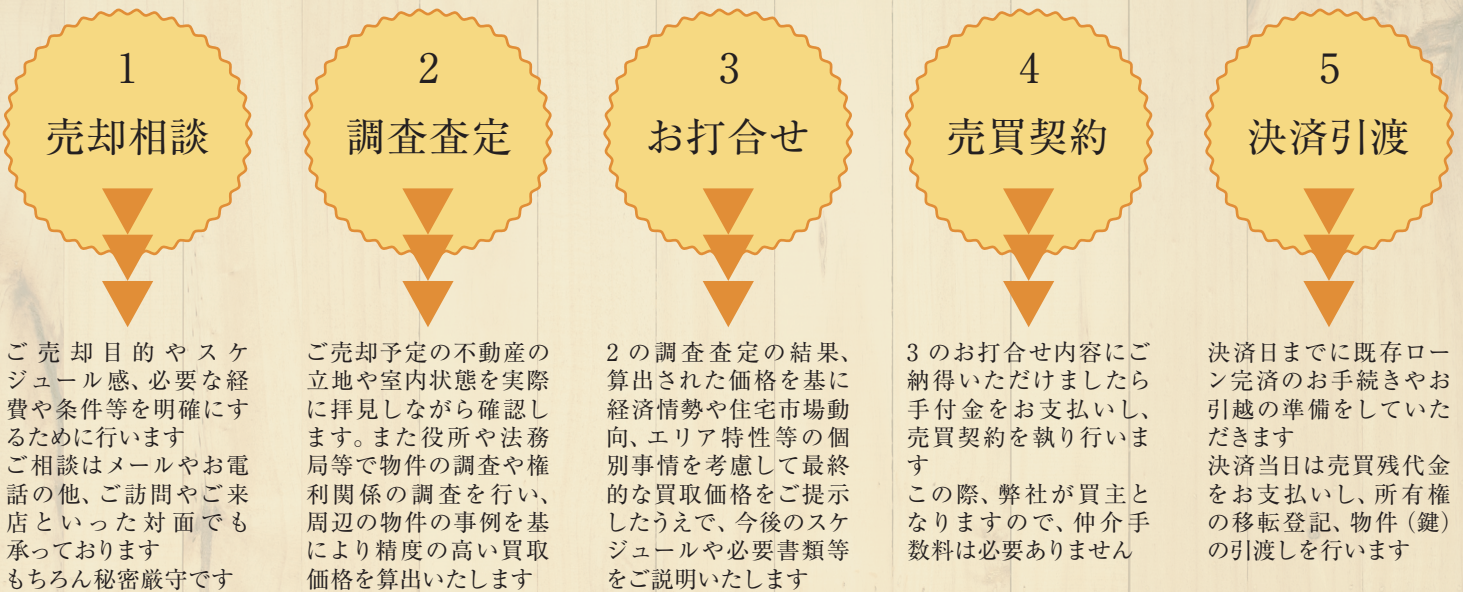 1
売却相談
ご売却目的やスケ
ジュール感、必要な経
費や条件等を明確にす
るために行います
ご相談はメールやお電
話の他、ご訪問やご来
店といった対面でも
承っております
もちろん秘密厳守です
2
調査査定
ご売却予定の不動産の
立地や室内状態を実際
に拝見しながら確認し
ます。また役所や法務
局等で物件の調査や権
利関係の調査を行い、
周辺の物件の事例を基
により精度の高い買取
価格を算出いたします
3
お打合せ
2 の調査査定の結果、
算出された価格を基に
経済情勢や住宅市場動
向、エリア特性等の個
別事情を考慮して最終
的な買取価格をご提示
したうえで、今後のスケ
ジュールや必要書類等
をご説明いたします
4
売買契約
3 のお打合せ内容にご
納得いただけましたら
手付金をお支払いし、
売買契約を執り行いま
す
この際、弊社が買主と
なりますので、仲介手
数料は必要ありません
5
決済引渡
決済日までに既存ロー
ン完済のお手続きやお
引越の準備をしていた
だきます
決済当日は売買残代金
をお支払いし、所有権
の移転登記、物件（鍵）
の引渡しを行います